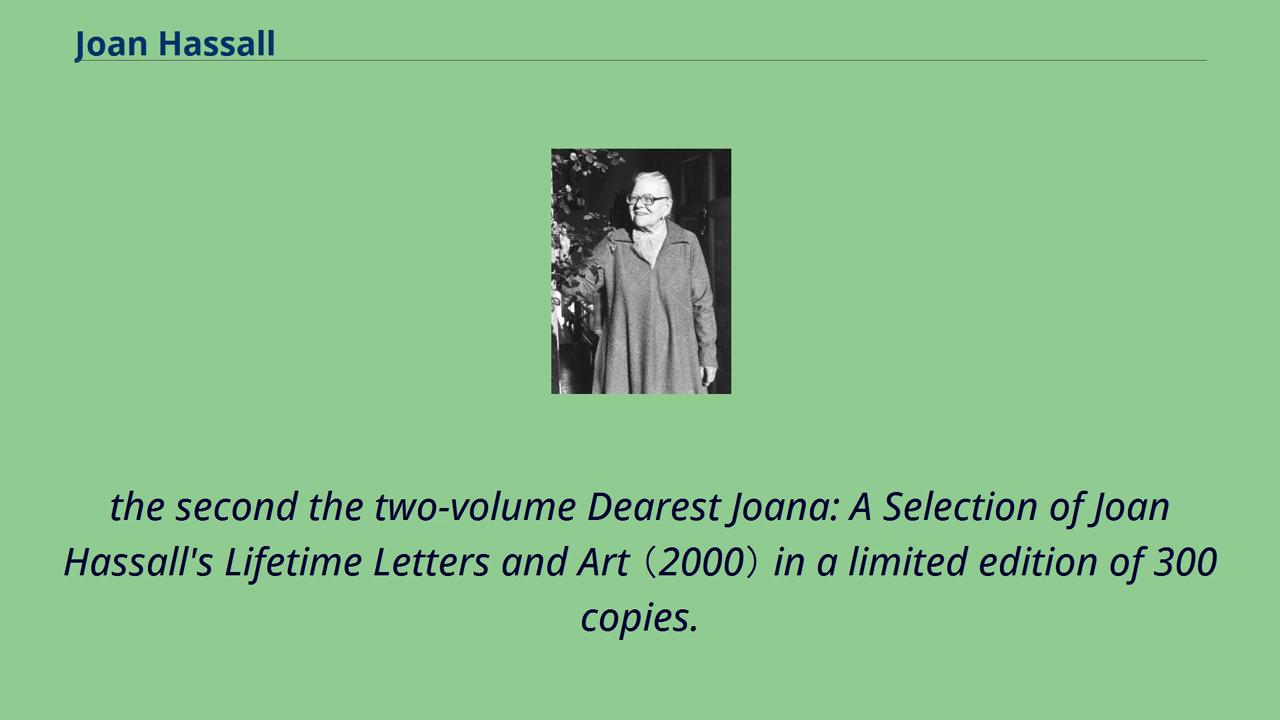 Joan Hassall
the second the two-volume Dearest Joana: A Selection of Joan
Hassall's Lifetime Letters and Art（2000）in a limited edition of 300
copies.